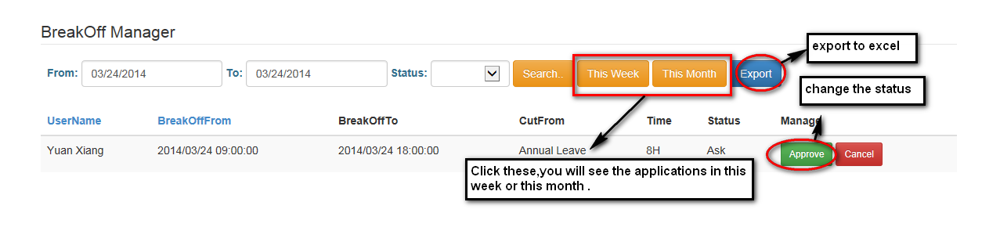 BreakOff Manager
export to excel
From: 03/24/2014 To: 03/24/2014 Status: Search.. This Week This Month Export
change the status
UserName BreakOffFrom BreakOffTo CutFrom Time Status Manage
Yuan Xiang 2014/03/24 09:00:00 2014/03/24 18:00:00 Annual Leave 8H Ask Approve Cancel
Click these,you will see the applications in this
week or this month .